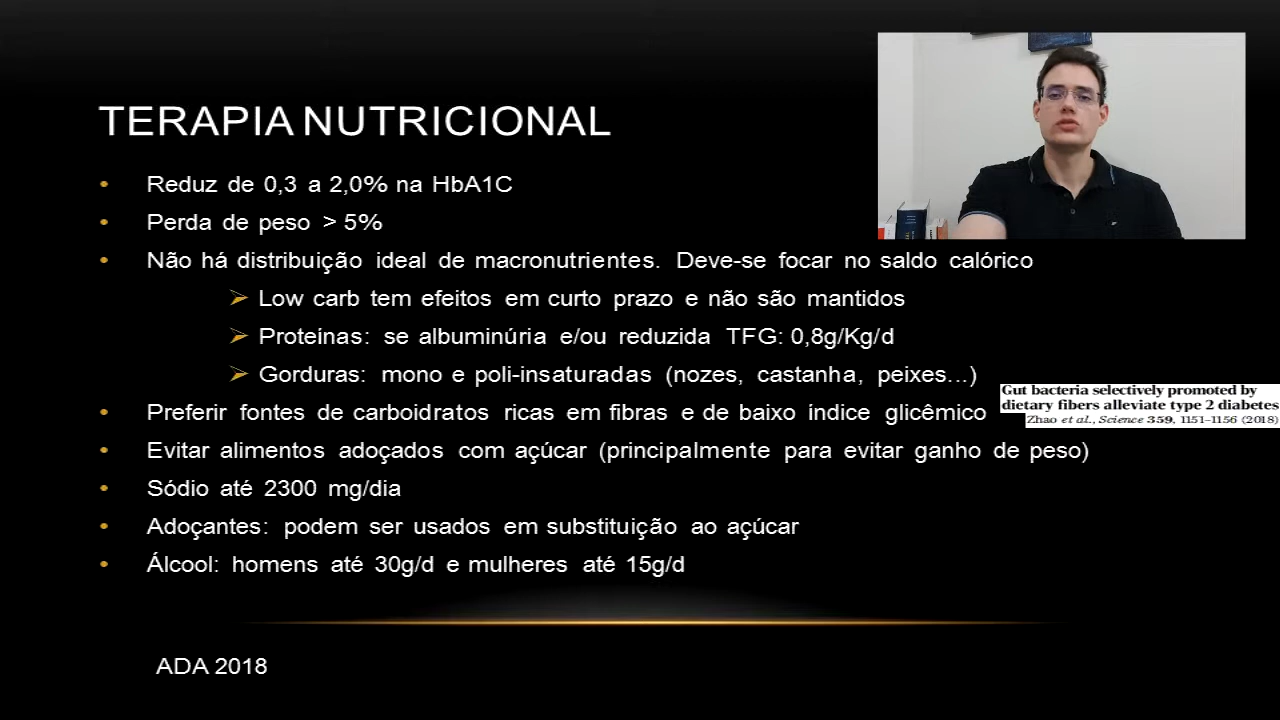 TERAPIA NUTRICIONAL
• Reduz de 0,3 a 2,0% na HbA1C
• Perda de peso > 5%
• Não há distribuição ideal de macronutrientes. Deve-se focar no saldo calórico
➢ Low carb tem efeitos em curto prazo e não são mantidos
➢ Proteínas: se albuminúria e/ou reduzida TFG: 0,8g/Kg/d
➢ Gorduras: mono e poli-insaturadas (nozes, castanha, peixes...)
• Preferir fontes de carboidratos ricas em fibras e de baixo índice glicêmico
Gut bacteria selectively promoted by
dietary fibers alleviate type 2 diabetes
Zhao et al., Science 359, 1151–1156 (2018)
• Evitar alimentos adoçados com açúcar (principalmente para evitar ganho de peso)
• Sódio até 2300 mg/dia
• Adoçantes: podem ser usados em substituição ao açúcar
• Álcool: homens até 30g/d e mulheres até 15g/d
ADA 2018